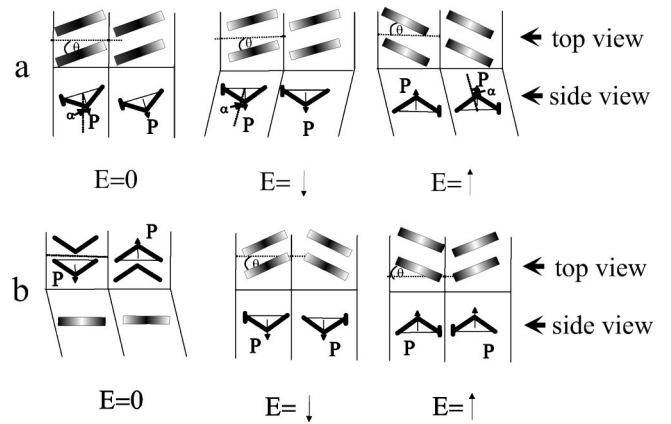 θ θ θ
top view
a
α P P α P P P P α
side view
E=0 E=↓ E=↑
P θ θ
top view
b
P
side view
P P P P
E=0 E=↓ E=↑